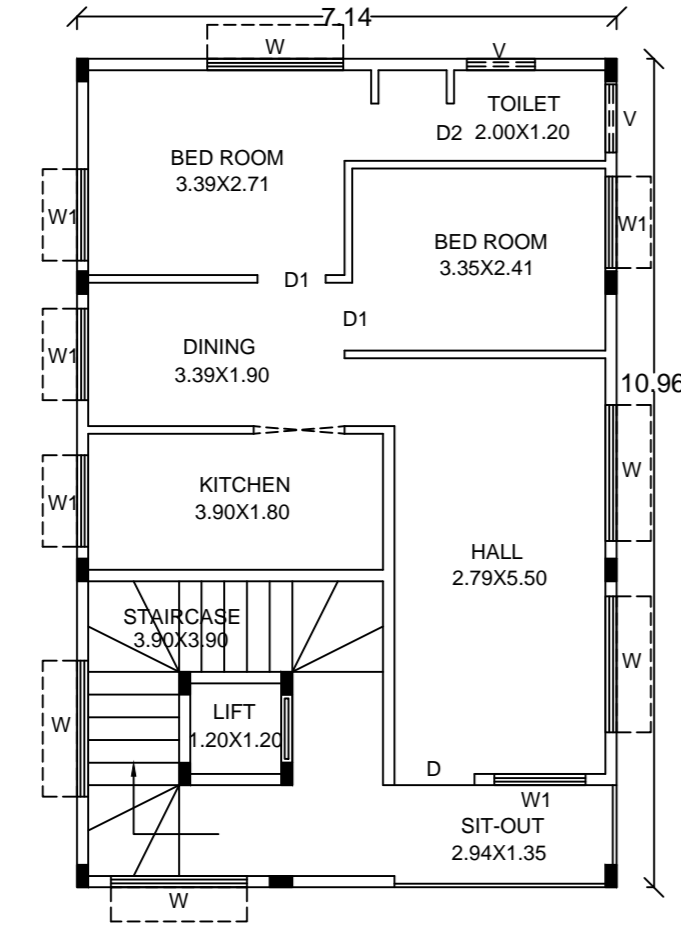 7.14
W
V
TOILET
D2 2.00X1.20
V
BED ROOM
3.39X2.71
W1
W1
BED ROOM
3.35X2.41
D1
D1
DINING
3.39X1.90
W1
10.96
W
KITCHEN
3.90X1.80
W1
HALL
2.79X5.50
STAIRCASE
3.90X3.90
W
LIFT
1.20X1.20
W
D
W1
SIT-OUT
2.94X1.35
W